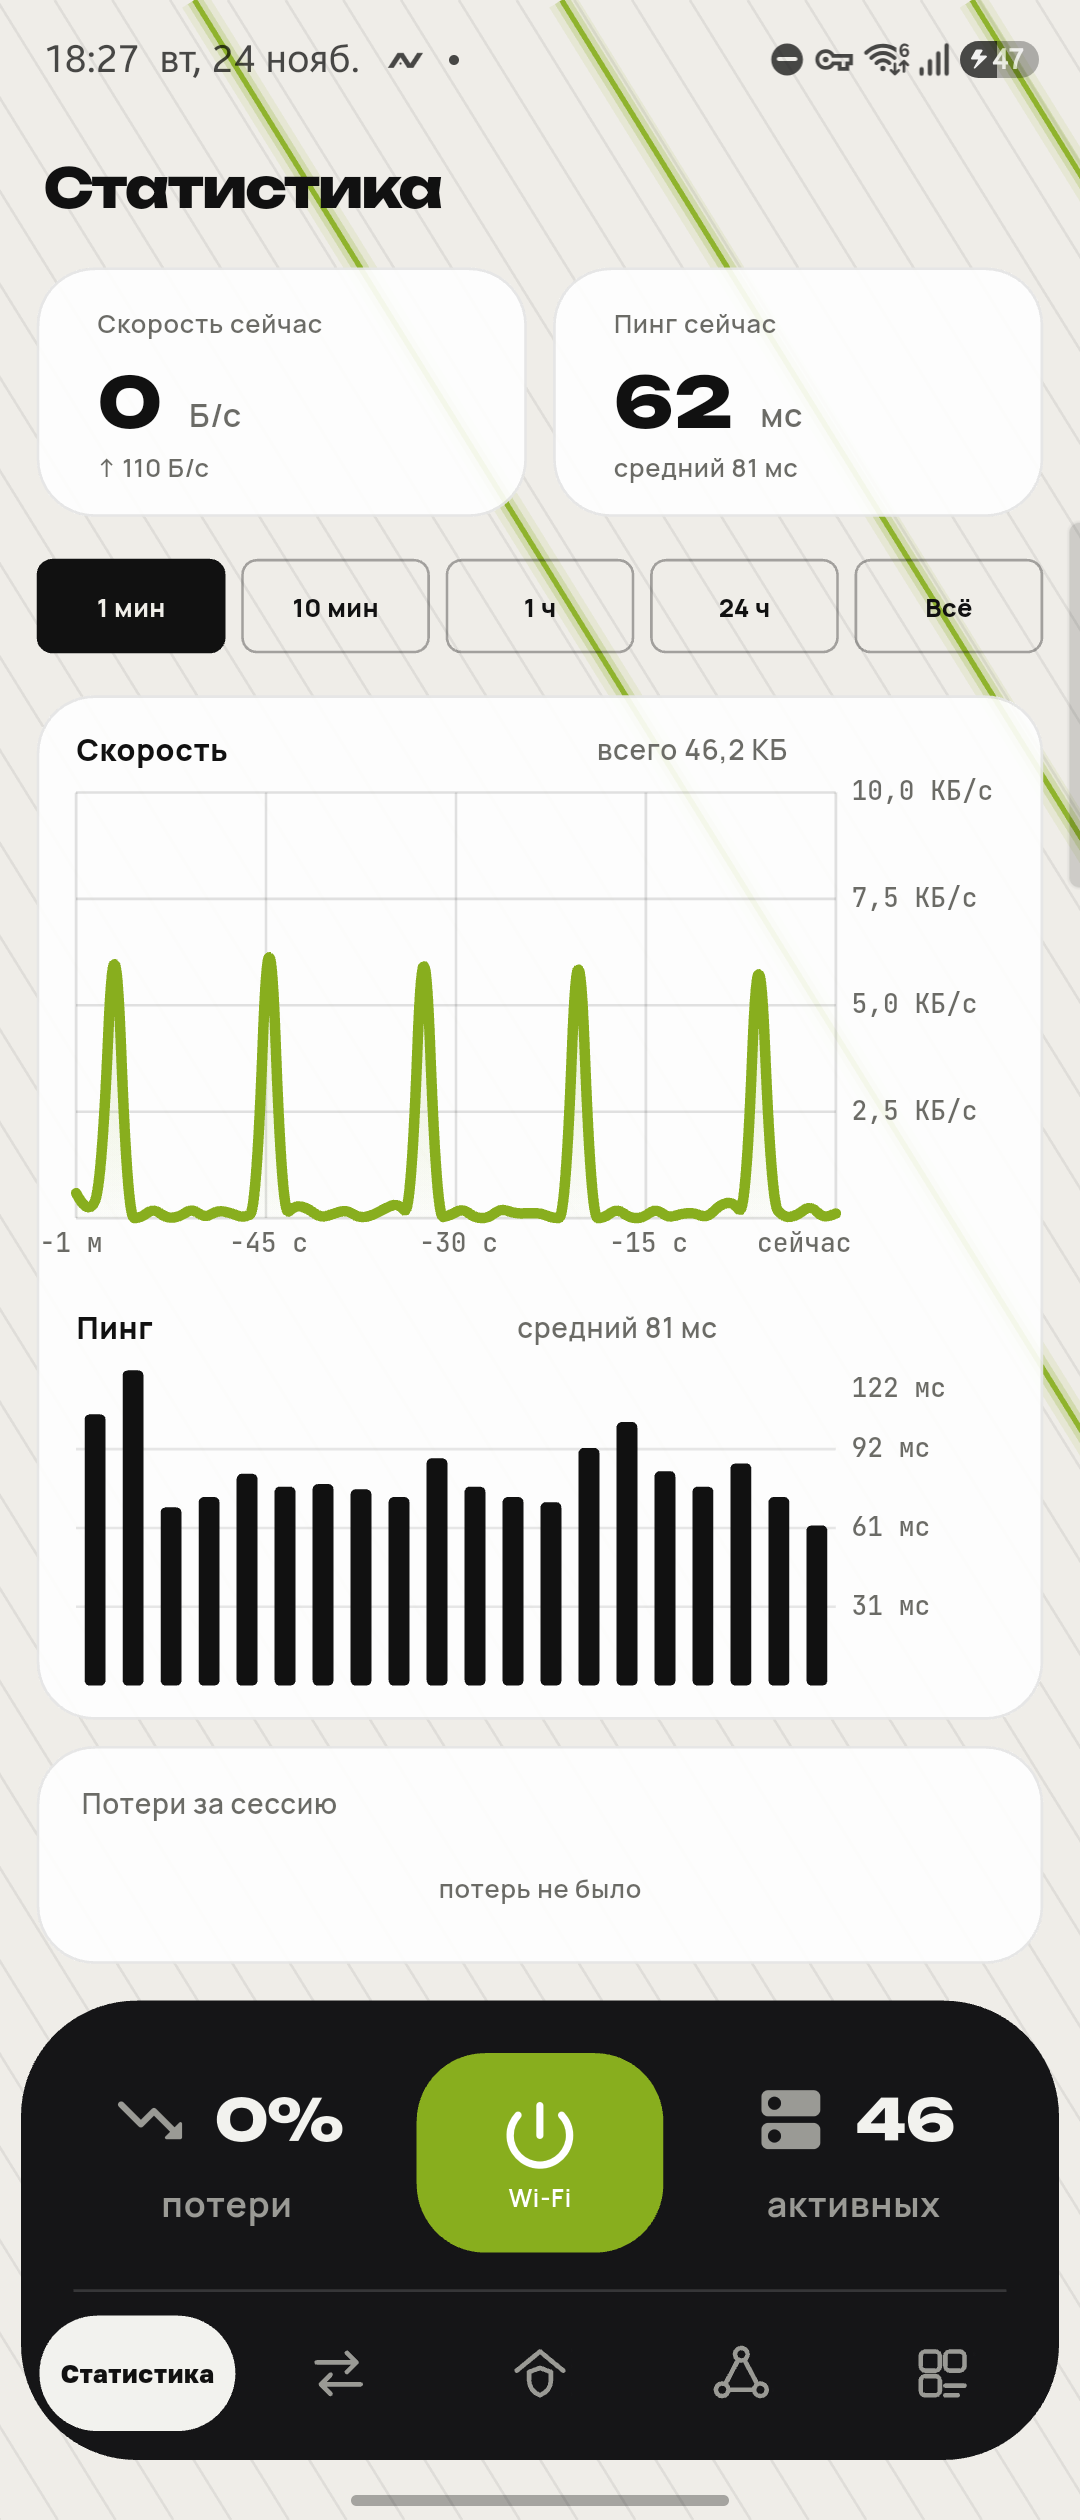 18:27 вт, 24 нояб.
6
47
Статистика
Скорость сейчас
0 Б/с
↑ 110 Б/с
Пинг сейчас
62 мс
средний 81 мс
1 мин
10 мин
1 ч
24 ч
Всё
Скорость
всего 46,2 КБ
10,0 КБ/с
7,5 КБ/с
5,0 КБ/с
2,5 КБ/с
-1 м
-45 с
-30 с
-15 с
сейчас
Пинг
средний 81 мс
122 мс
92 мс
61 мс
31 мс
Потери за сессию
потерь не было
0%
потери
Wi-Fi
46
активных
Статистика